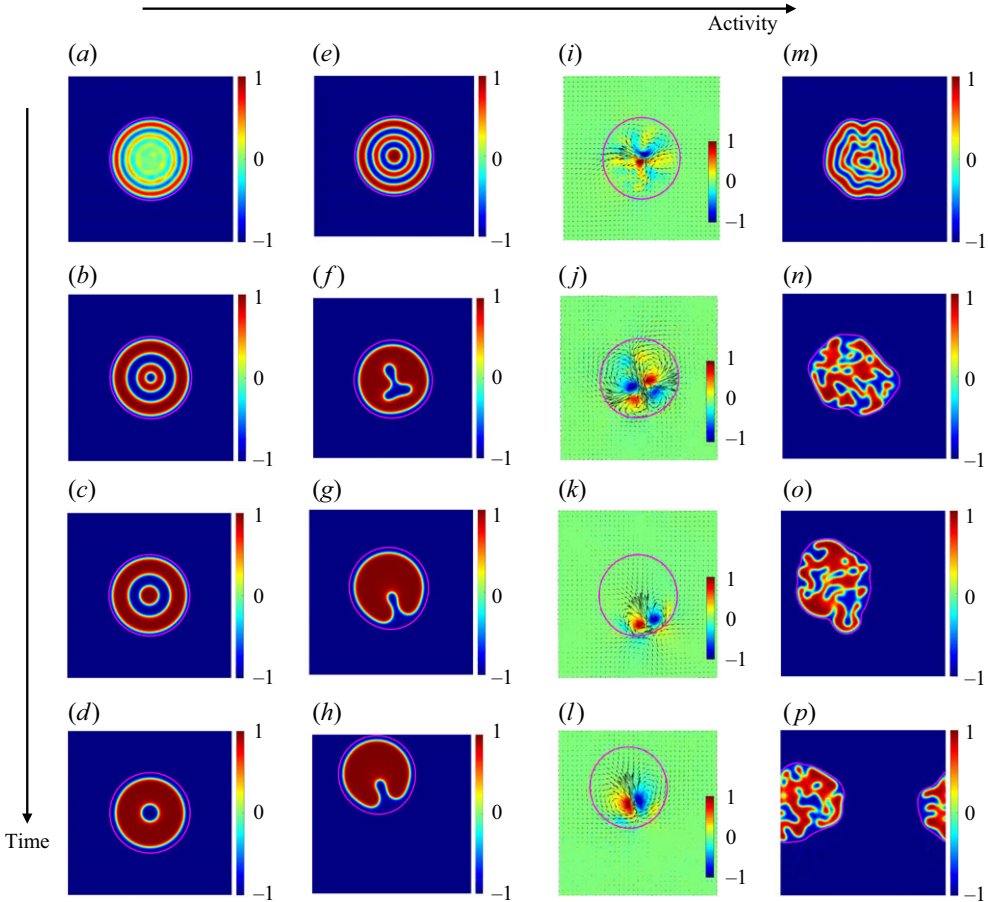 Activity
(a) (e) (i) (m)
1 1 1
1
0 0 0 0
–1 –1 –1 –1
(b) (f) (j) (n)
1 1 1 1
0 0 0 0
–1 –1 –1 –1
(c) (g) (k) (o)
1 1 1 1
0 0 0 0
–1 –1 –1 –1
(d) (h) (l) (p)
1 1 1 1
0 0 0 0
Time
–1 –1 –1 –1